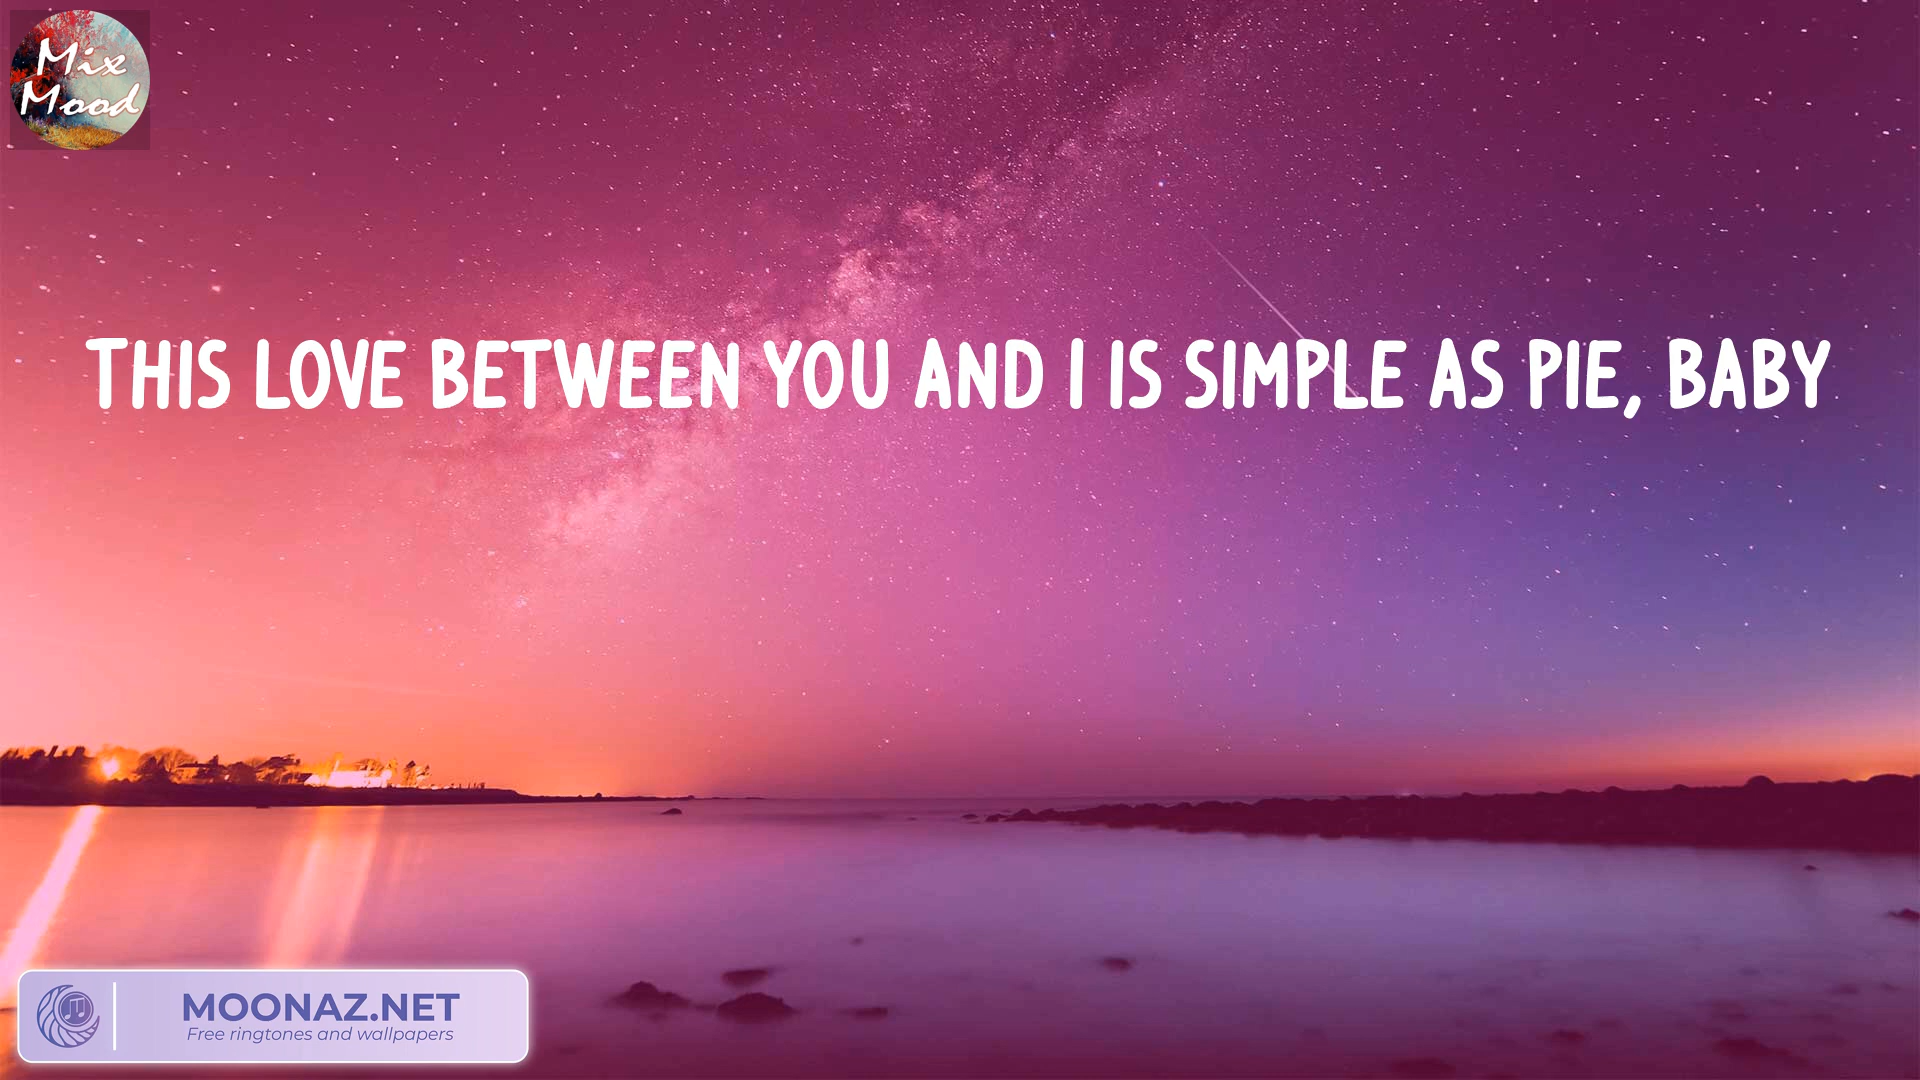 Mix
Mood
THIS LOVE BETWEEN YOU AND I IS SIMPLE AS PIE, BABY
MOONAZ.NET
Free ringtones and wallpapers